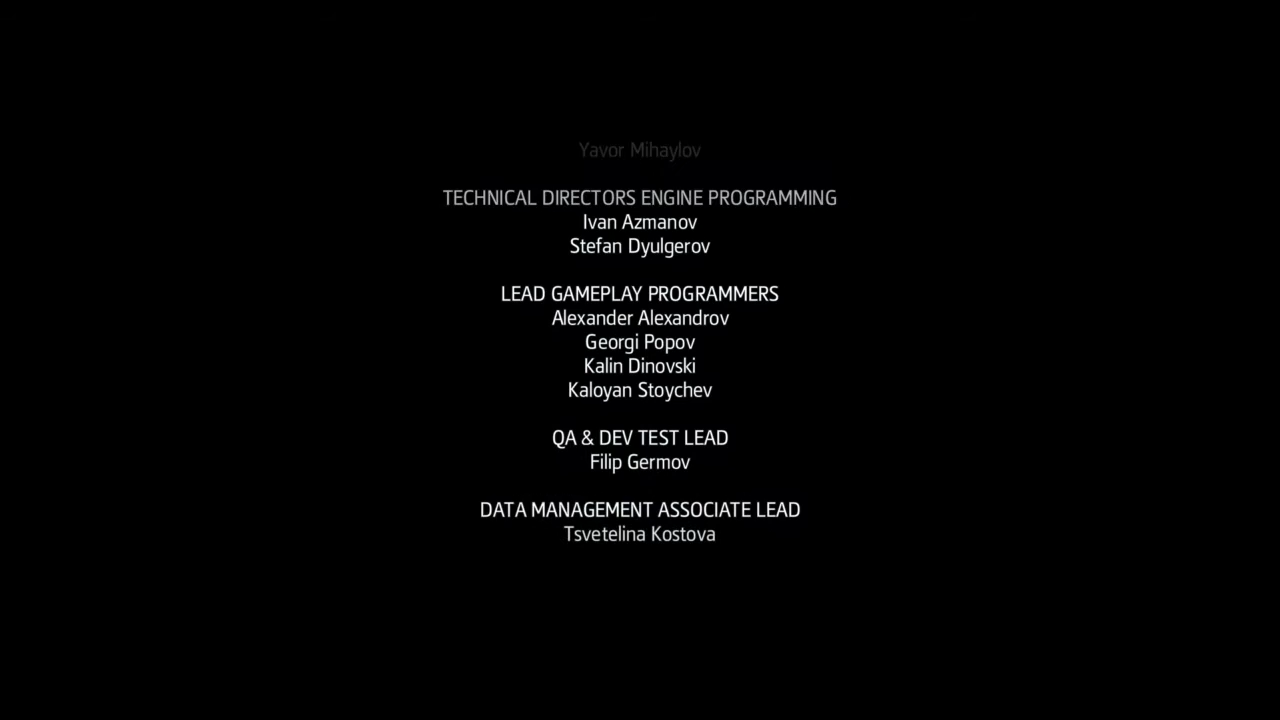 Yavor Mihaylov
TECHNICAL DIRECTORS ENGINE PROGRAMMING
Ivan Azmanov
Stefan Dyulgerov
LEAD GAMEPLAY PROGRAMMERS
Alexander Alexandrov
Georgi Popov
Kalin Dinovski
Kaloyan Stoychev
QA & DEV TEST LEAD
Filip Germov
DATA MANAGEMENT ASSOCIATE LEAD
Tsvetelina Kostova